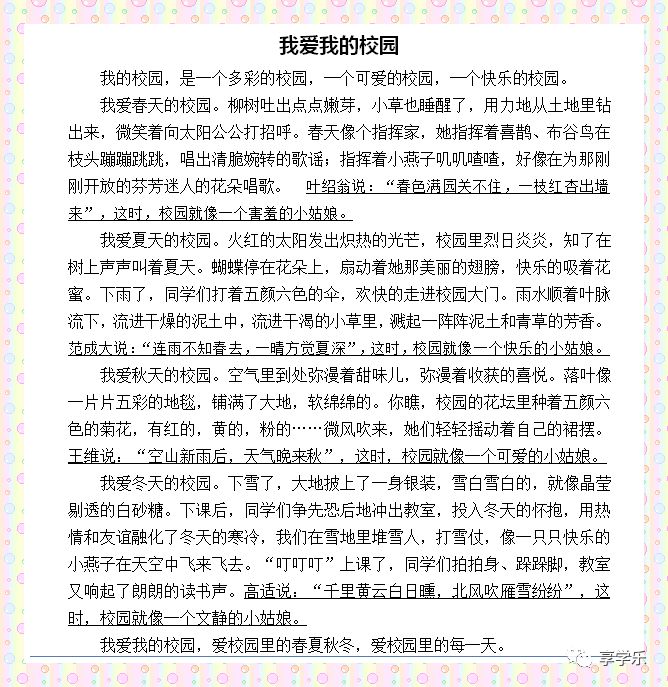 我爱我的校园
我的校园，是一个多彩的校园，一个可爱的校园，一个快乐的校园。
我爱春天的校园。柳树吐出点点嫩芽，小草也睡醒了，用力地从土地里钻
出来，微笑着向太阳公公打招呼。春天像个指挥家，她指挥着喜鹊、布谷鸟在
枝头蹦蹦跳跳，唱出清脆婉转的歌谣；指挥着小燕子叽叽喳喳，好像在为那刚
刚开放的芬芳迷人的花朵唱歌。 叶绍翁说：“春色满园关不住，一枝红杏出墙
来”，这时，校园就像一个害羞的小姑娘。
我爱夏天的校园。火红的太阳发出炽热的光芒，校园里烈日炎炎，知了在
树上声声叫着夏天。蝴蝶停在花朵上，扇动着她那美丽的翅膀，快乐的吸着花
蜜。下雨了，同学们打着五颜六色的伞，欢快的走进校园大门。雨水顺着叶脉
流下，流进干燥的泥土中，流进干渴的小草里，溅起一阵阵泥土和青草的芳香。
范成大说：“连雨不知春去，一晴方觉夏深”，这时，校园就像一个快乐的小姑娘。
我爱秋天的校园。空气里到处弥漫着甜味儿，弥漫着收获的喜悦。落叶像
一片片五彩的地毯，铺满了大地，软绵绵的。你瞧，校园的花坛里种着五颜六
色的菊花，有红的，黄的，粉的……微风吹来，她们轻轻摇动着自己的裙摆。
王维说：“空山新雨后，天气晚来秋”，这时，校园就像一个可爱的小姑娘。
我爱冬天的校园。下雪了，大地披上了一身银装，雪白雪白的，就像晶莹
剔透的白砂糖。下课后，同学们争先恐后地冲出教室，投入冬天的怀抱，用热
情和友谊融化了冬天的寒冷，我们在雪地里堆雪人，打雪仗，像一只只快乐的
小燕子在天空中飞来飞去。“叮叮叮”上课了，同学们拍拍身、跺跺脚，教室
又响起了朗朗的读书声。高适说：“千里黄云白日曛，北风吹雁雪纷纷”，这
时，校园就像一个文静的小姑娘。
我爱我的校园，爱校园里的春夏秋冬，爱校园里的每一天。
享学乐